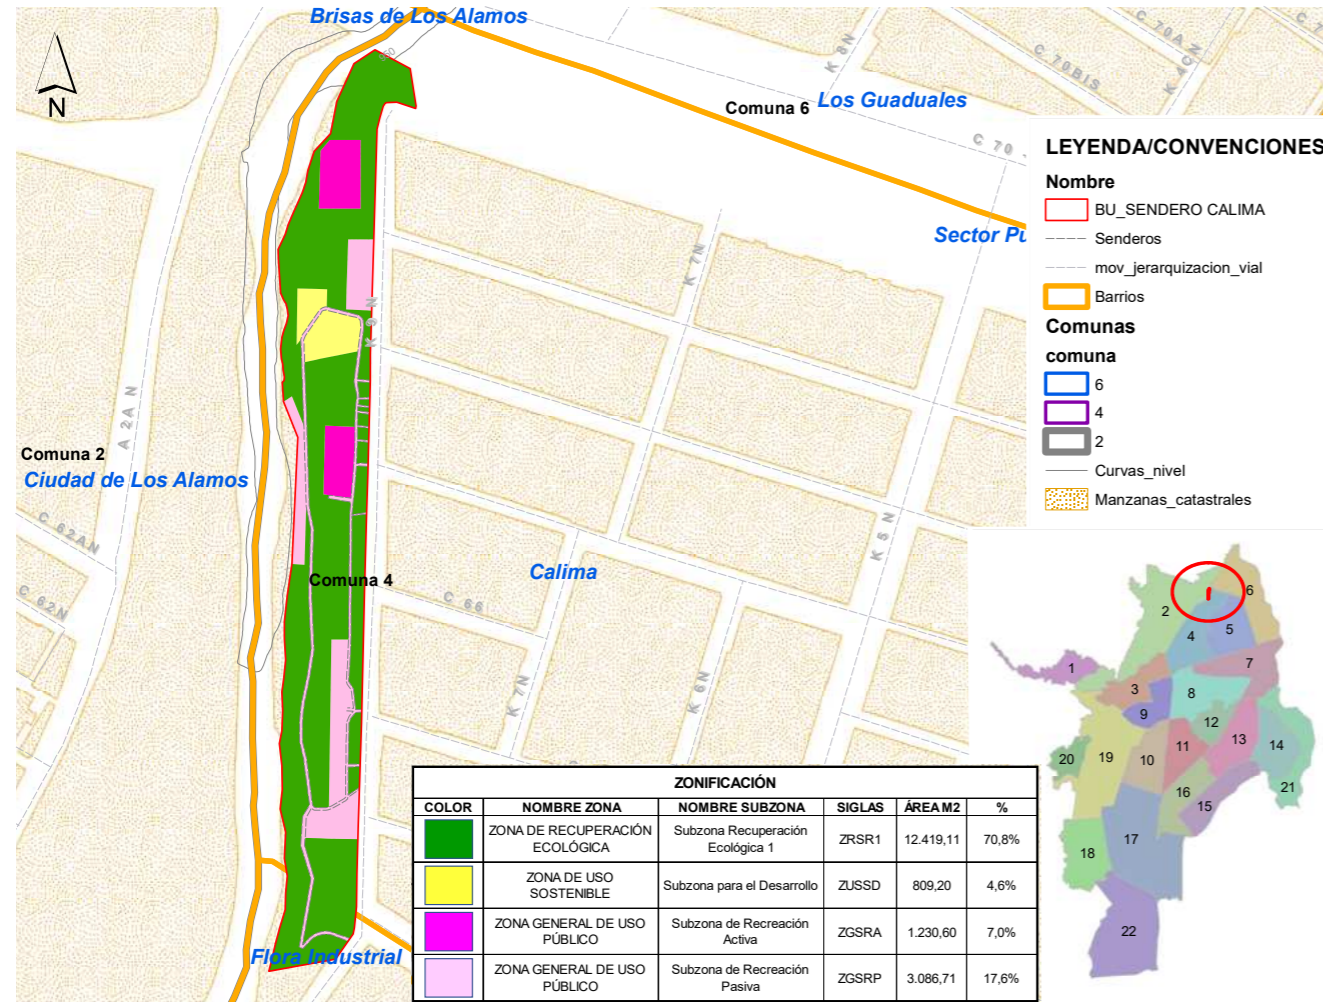 Brisas de Los Alamos
N
C 70A
C 70BIS
K 4CN
K 8N
Comuna 6
Los Guaduales
C 70
LEYENDA/CONVENCIONES
Nombre
BU_SENDERO CALIMA
Senderos
mov_jerarquizacion_vial
Barrios
Comunas
comuna
6
4
2
Curvas_nivel
Manzanas_catastrales
K 7N
K 9 N
A 2A N
Comuna 2
Ciudad de Los Alamos
C 62AN
C 62N
K 5 N
Calima
Comuna 4
C 66
K 7N
K 6N
Flora Industrial
1
2
3
4
5
6
7
8
9
10
11
12
13
14
15
16
17
18
19
20
21
22
ZONIFICACIÓN
COLOR NOMBRE ZONA NOMBRE SUBZONA SIGLAS ÁREA M2 %
ZONA DE RECUPERACIÓN ECOLÓGICA Subzona Recuperación Ecológica 1 ZRSR1 12.419,11 70,8%
ZONA DE USO SOSTENIBLE Subzona para el Desarrollo ZUSSD 809,20 4,6%
ZONA GENERAL DE USO PÚBLICO Subzona de Recreación Activa ZGSRA 1.230,60 7,0%
ZONA GENERAL DE USO PÚBLICO Subzona de Recreación Pasiva ZGSRP 3.086,71 17,6%
Sector